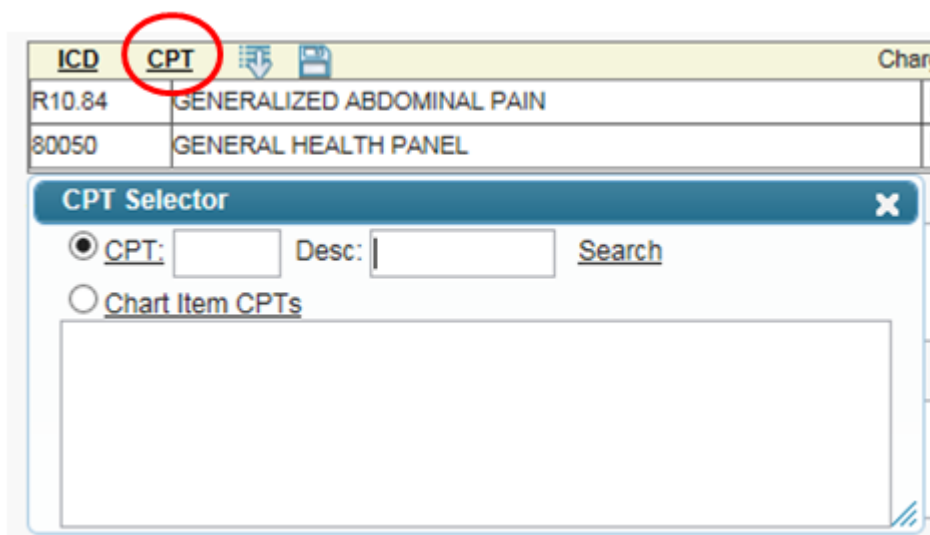 ICD CPT
R10.84 GENERALIZED ABDOMINAL PAIN
80050 GENERAL HEALTH PANEL
CPT Selector
CPT: Desc: Search
Chart Item CPTs